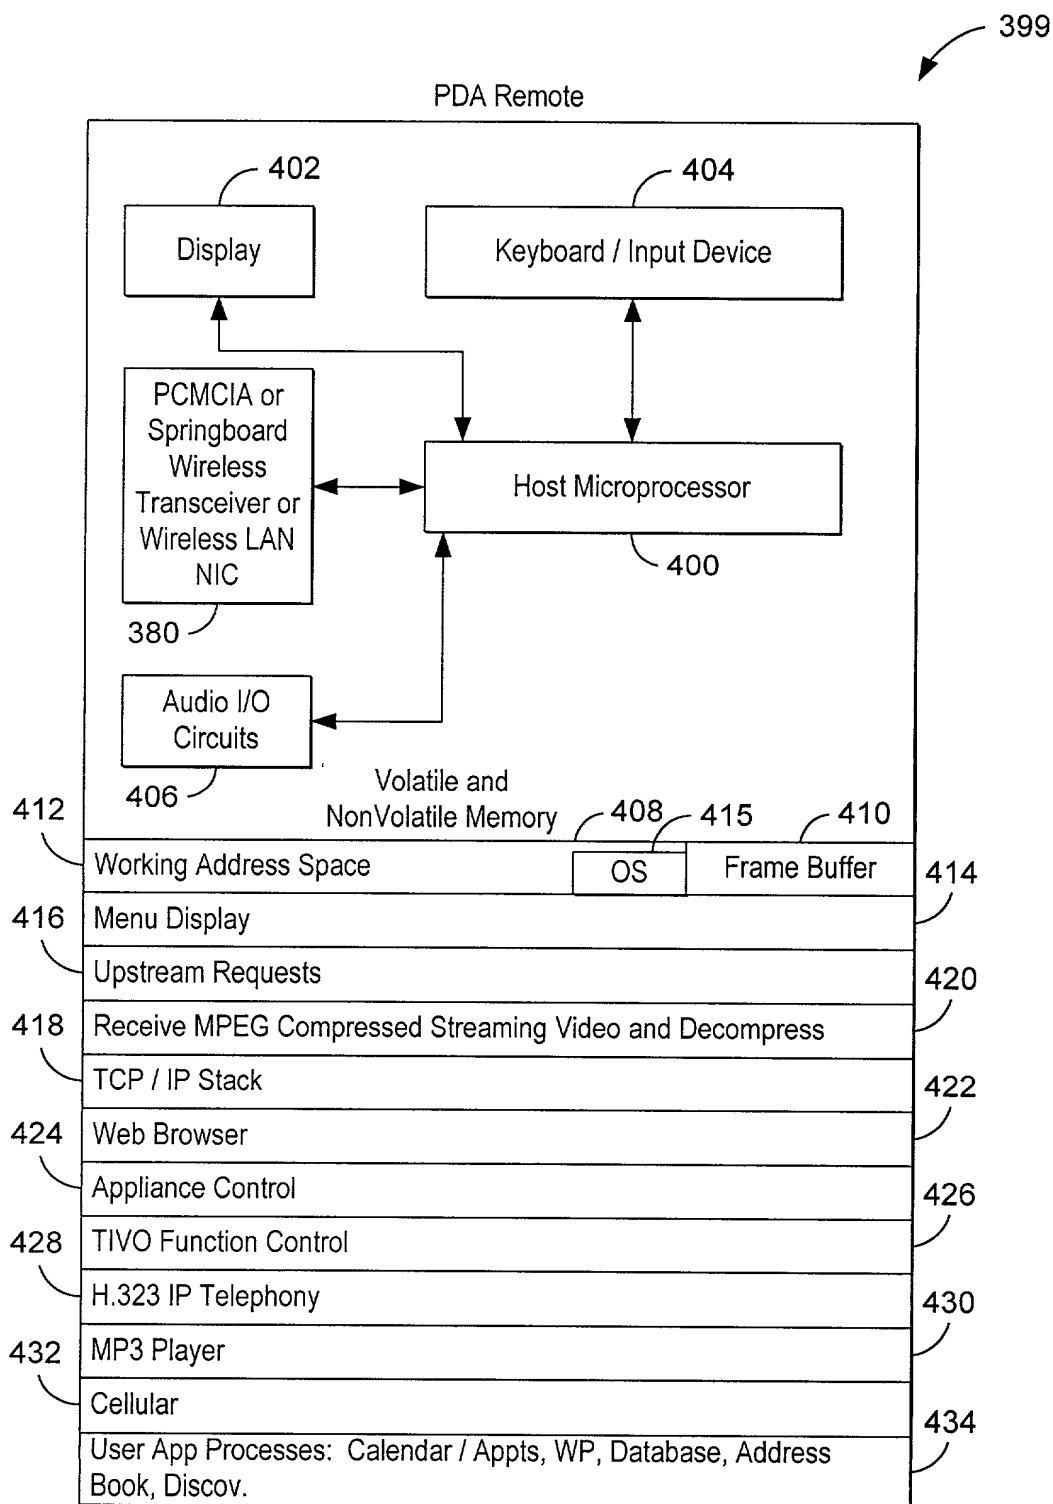 399
PDA Remote
402
404
Display
Keyboard / Input Device
PCMCIA or
Springboard
Wireless
Transceiver or
Wireless LAN
NIC
Host Microprocessor
400
380
Audio I/O
Circuits
406
Volatile and
NonVolatile Memory
412
408
415
410
Working Address Space
OS
Frame Buffer
414
416
Menu Display
Upstream Requests
420
418
Receive MPEG Compressed Streaming Video and Decompress
TCP / IP Stack
422
424
Web Browser
Appliance Control
426
428
TIVO Function Control
H.323 IP Telephony
430
432
MP3 Player
Cellular
434
User App Processes: Calendar / Appts, WP, Database, Address
Book, Discov.